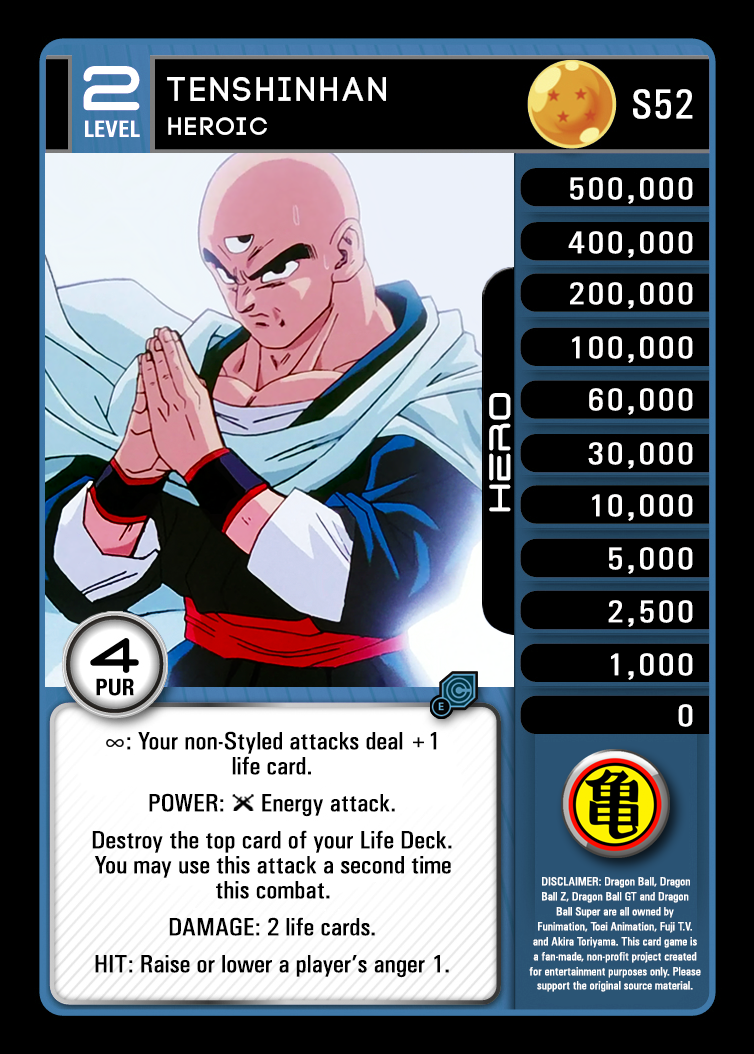 2
LEVEL
TENSHINHAN
HEROIC
S52
500,000
400,000
200,000
100,000
60,000
30,000
10,000
5,000
2,500
1,000
0
HERO
4
PUR
E
∞: Your non-Styled attacks deal +1
life card.
POWER: Energy attack.
Destroy the top card of your Life Deck.
You may use this attack a second time
this combat.
DAMAGE: 2 life cards.
HIT: Raise or lower a player's anger 1.
亀
DISCLAIMER: Dragon Ball, Dragon
Ball Z, Dragon Ball GT and Dragon
Ball Super are all owned by
Funimation, Toei Animation, Fuji T.V.
and Akira Toriyama. This card game is
a fan-made, non-profit project created
for entertainment purposes only. Please
support the original source material.